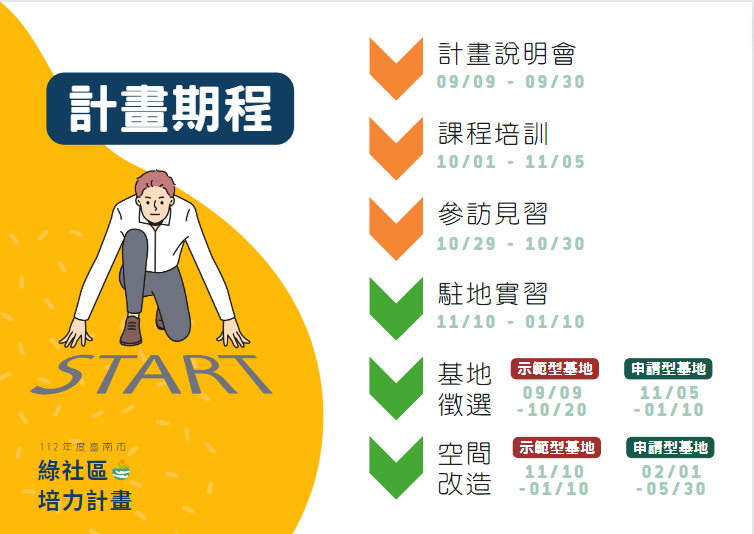 計畫期程
START
112年度臺南市
綠社區
培力計畫
計畫說明會
09/09 - 09/30
課程培訓
10/01 - 11/05
參訪見習
10/29 - 10/30
駐地實習
11/10 - 01/10
基地
徵選
示範型基地
09/09
-10/20
申請型基地
11/05
-01/10
空間
改造
示範型基地
11/10
-01/10
申請型基地
02/01
-05/30